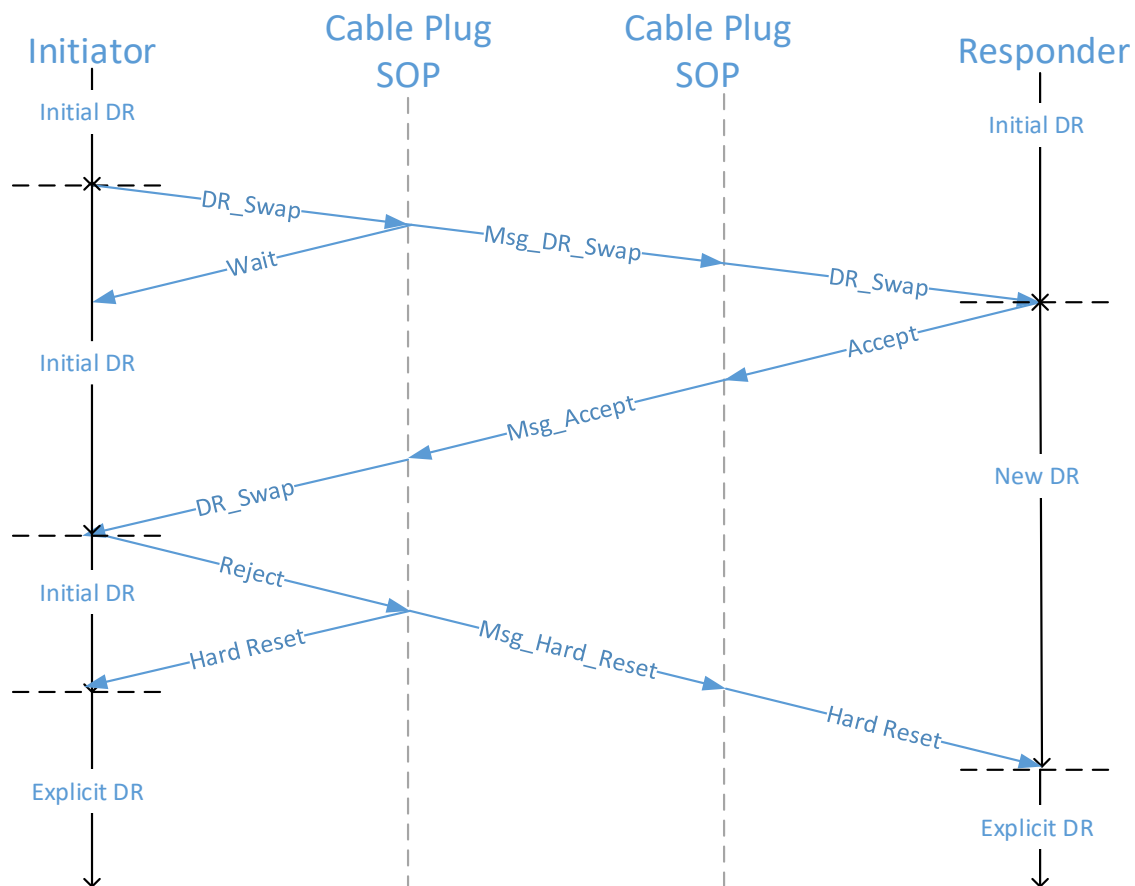 Initiator
Cable Plug
SOP
Cable Plug
SOP
Responder
Initial DR
Initial DR
DR_Swap
Msg_DR_Swap
DR_Swap
Wait
Initial DR
Accept
Msg_Accept
DR_Swap
New DR
Reject
Initial DR
Hard Reset
Msg_Hard_Reset
Hard Reset
Explicit DR
Explicit DR